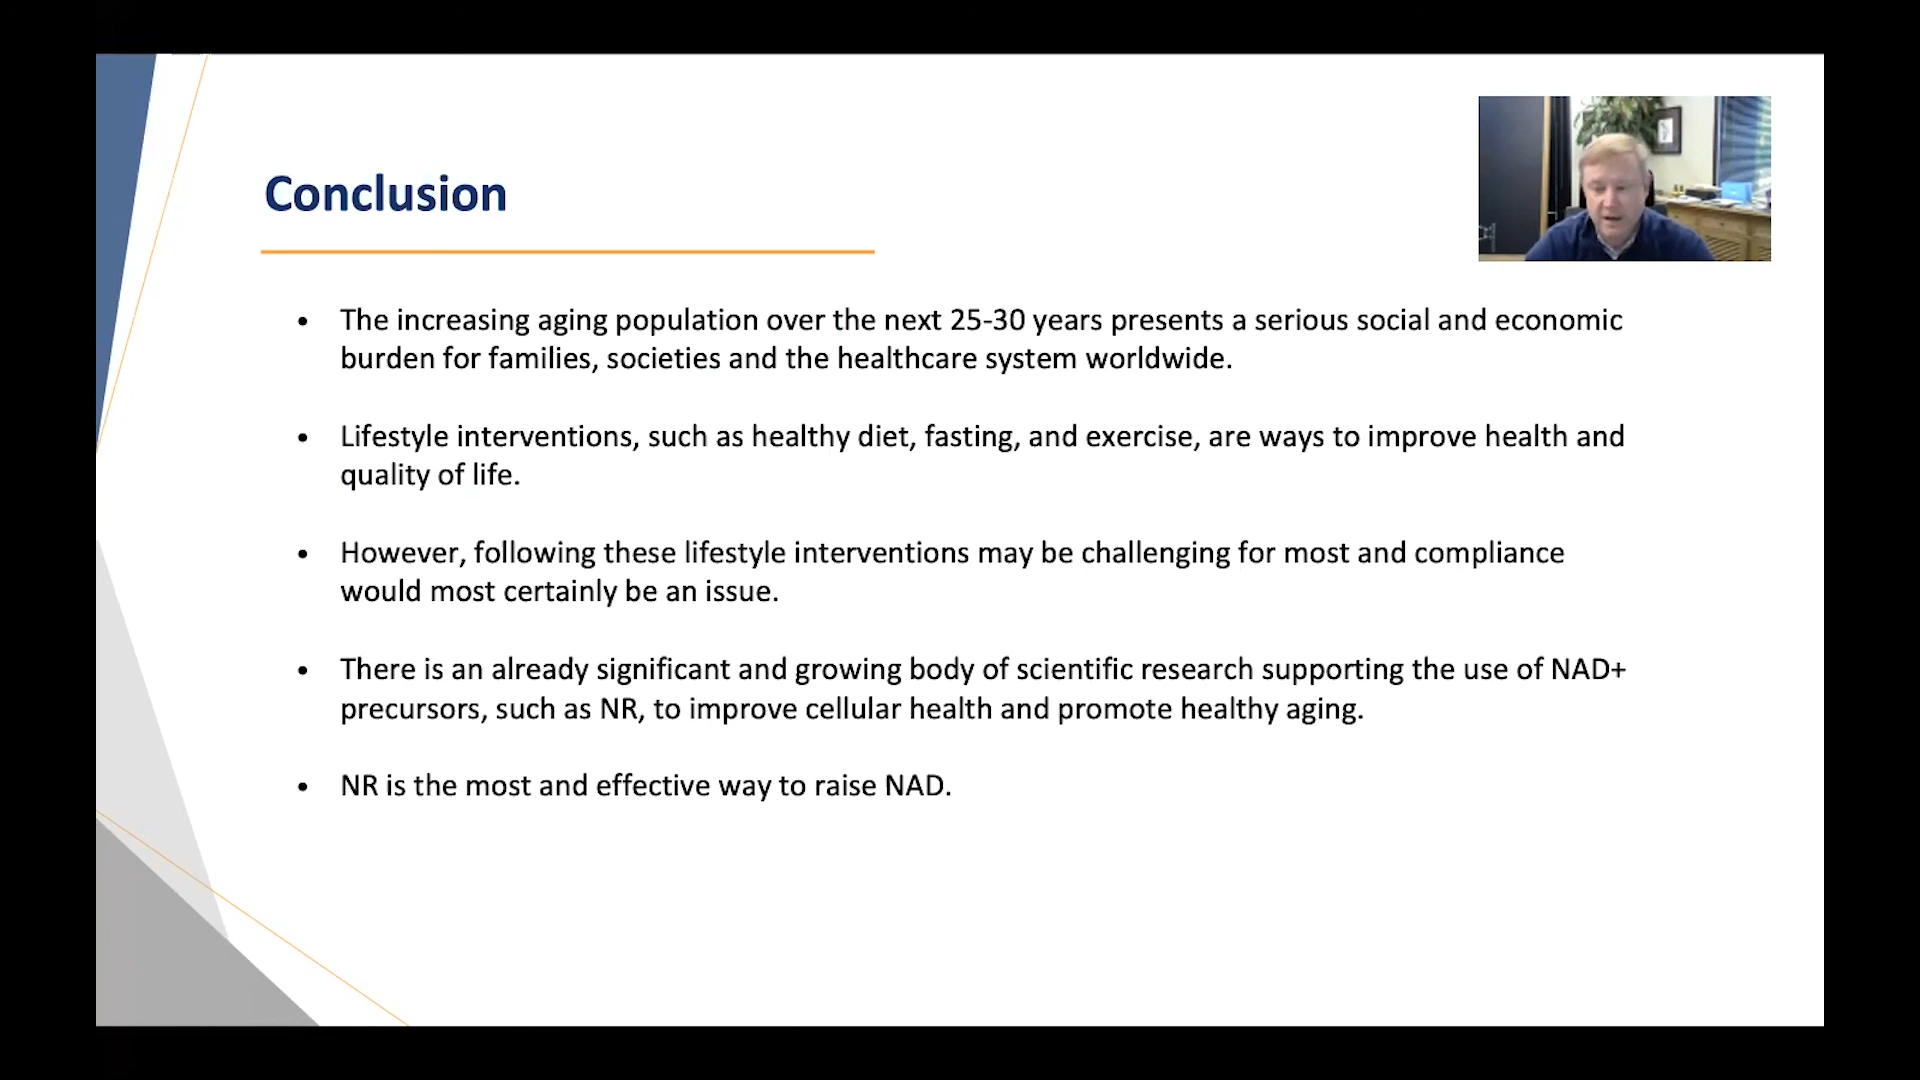 Conclusion
• The increasing aging population over the next 25-30 years presents a serious social and economic
burden for families, societies and the healthcare system worldwide.
• Lifestyle interventions, such as healthy diet, fasting, and exercise, are ways to improve health and
quality of life.
• However, following these lifestyle interventions may be challenging for most and compliance
would most certainly be an issue.
• There is an already significant and growing body of scientific research supporting the use of NAD+
precursors, such as NR, to improve cellular health and promote healthy aging.
• NR is the most and effective way to raise NAD.